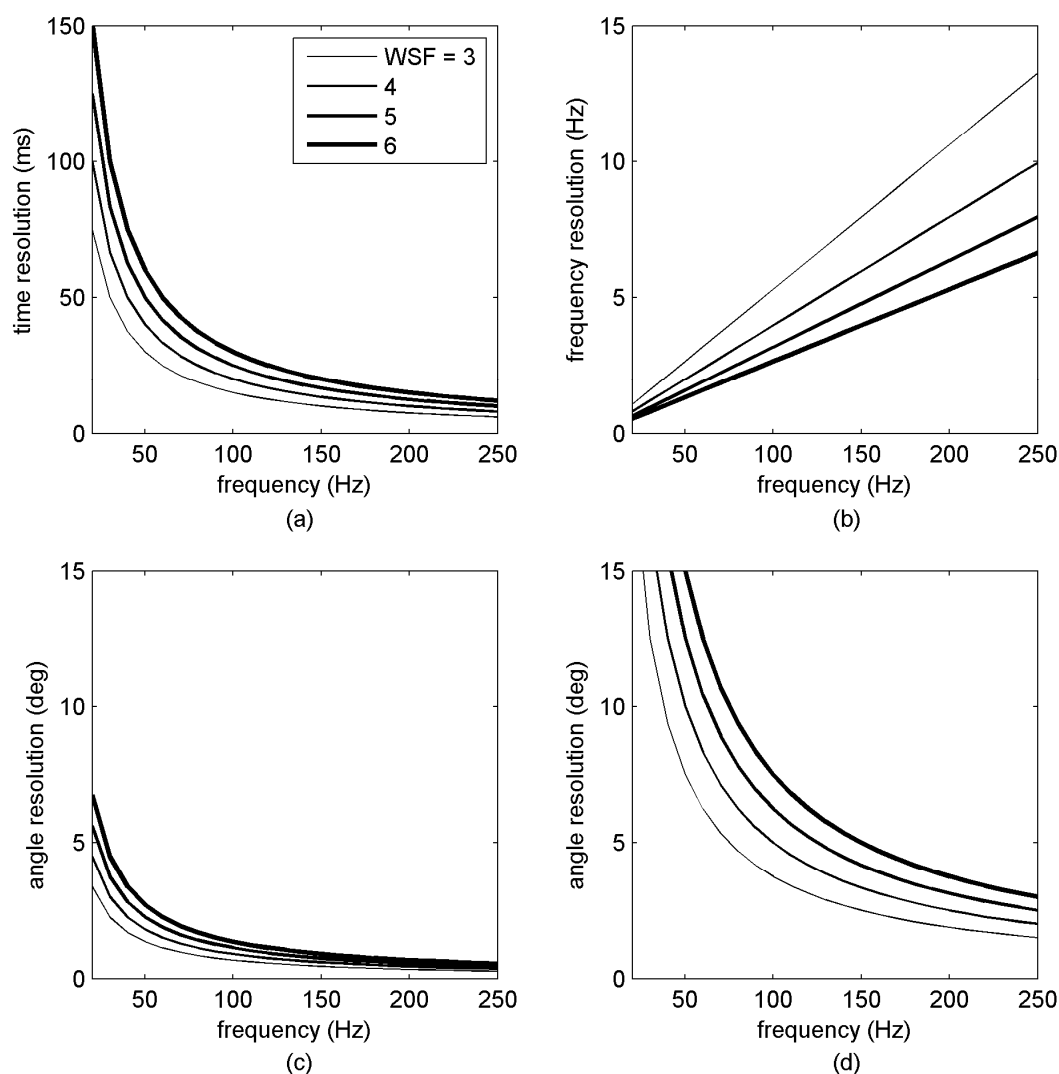 150
100
50
0
time resolution (ms)
WSF = 3
4
5
6
50 100 150 200 250
frequency (Hz)
(a)
15
10
5
0
frequency resolution (Hz)
50 100 150 200 250
frequency (Hz)
(b)
15
10
5
0
angle resolution (deg)
50 100 150 200 250
frequency (Hz)
(c)
15
10
5
0
angle resolution (deg)
50 100 150 200 250
frequency (Hz)
(d)